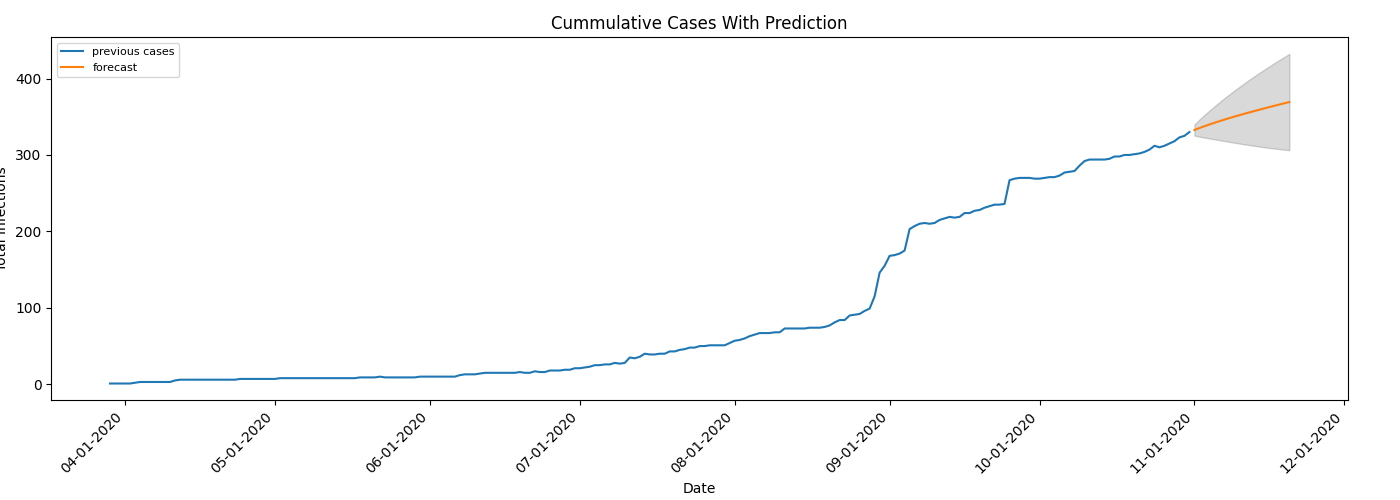 Cummulative Cases With Prediction
previous cases
forecast
400
300
200
100
0
Total Infections
04-01-2020
05-01-2020
06-01-2020
07-01-2020
08-01-2020
09-01-2020
10-01-2020
11-01-2020
12-01-2020
Date